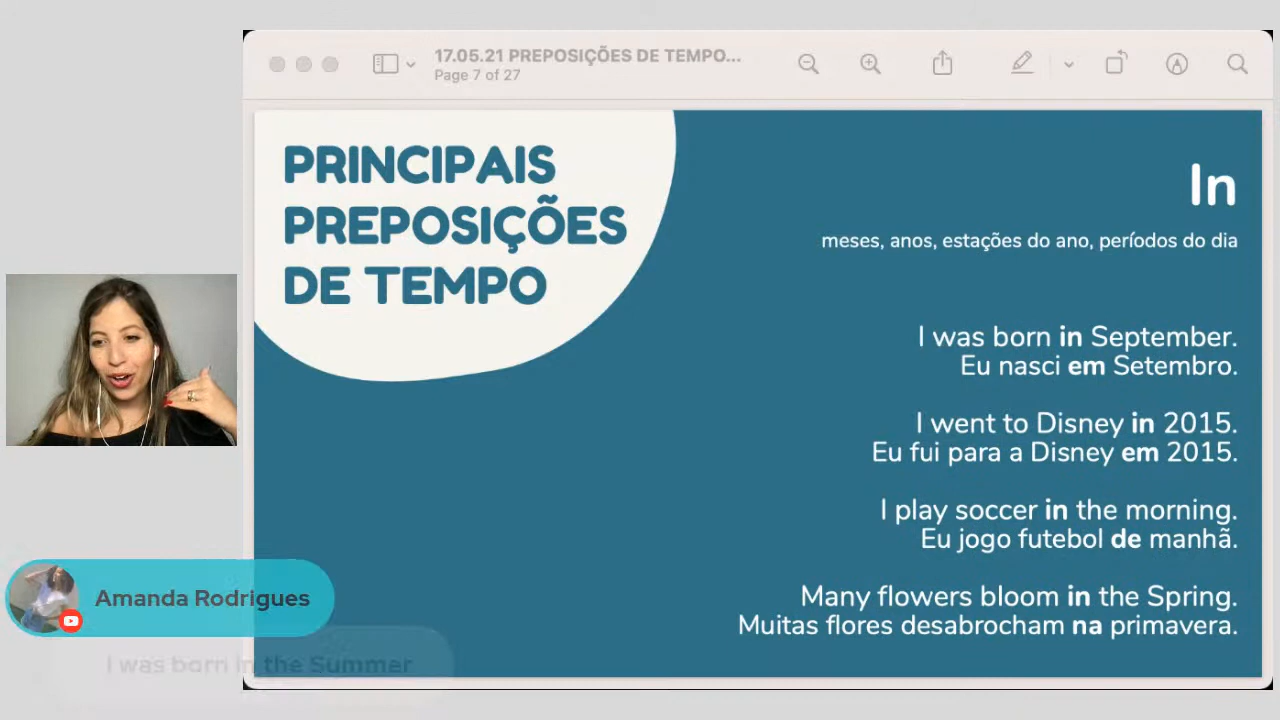 17.05.21 PREPOSIÇÕES DE TEMPO...
Page 7 of 27
PRINCIPAIS
PREPOSIÇÕES
DE TEMPO
In
meses, anos, estações do ano, períodos do dia
I was born in September.
Eu nasci em Setembro.
I went to Disney in 2015.
Eu fui para a Disney em 2015.
I play soccer in the morning.
Eu jogo futebol de manhã.
Many flowers bloom in the Spring.
Muitas flores desabrocham na primavera.
Amanda Rodrigues
I was born in the Summer